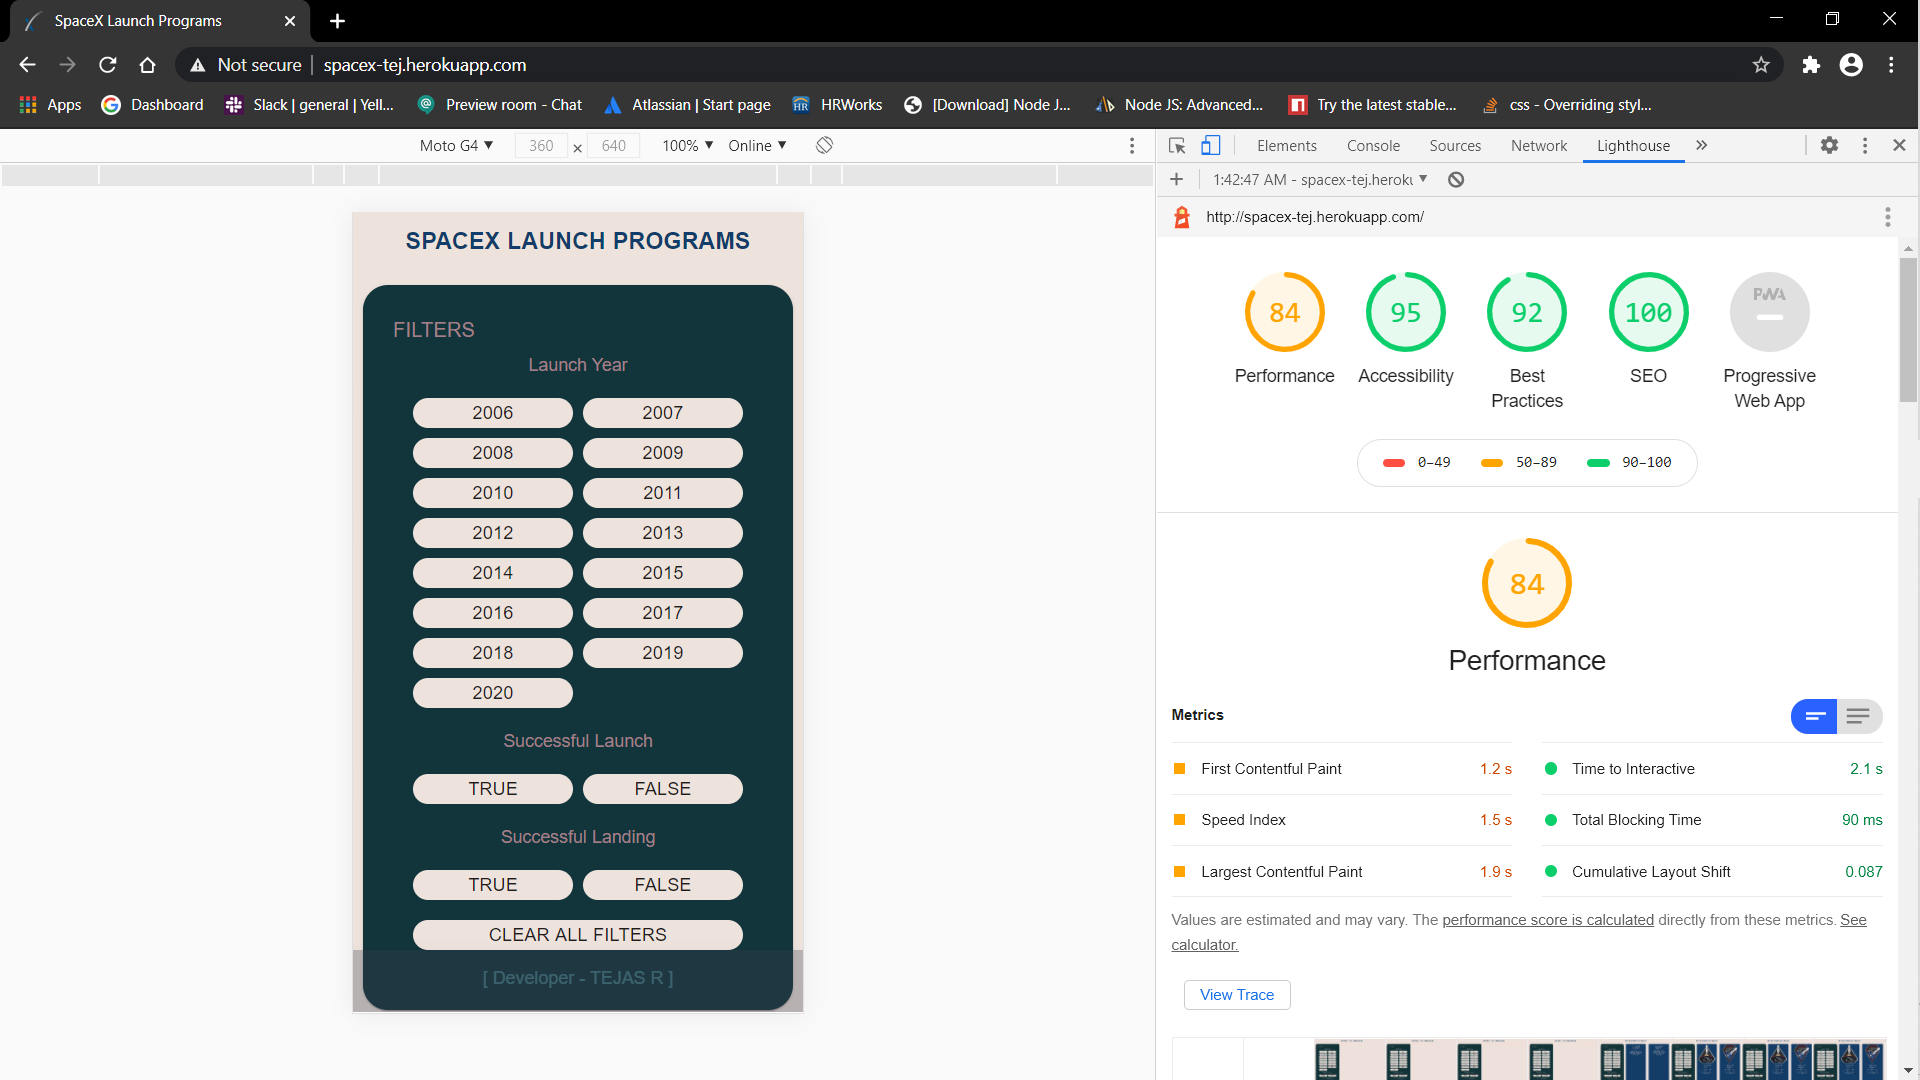 SpaceX Launch Programs
Not secure | spacex-tej.herokuapp.com
Apps Dashboard Slack | general | Yell... Preview room - Chat Atlassian | Start page HRWorks [Download] Node J... Node JS: Advanced... Try the latest stable... css - Overriding styl...
Moto G4 ▼ 360 × 640 100% ▼ Online ▼
SPACEX LAUNCH PROGRAMS
FILTERS
Launch Year
2006 2007
2008 2009
2010 2011
2012 2013
2014 2015
2016 2017
2018 2019
2020
Successful Launch
TRUE FALSE
Successful Landing
TRUE FALSE
CLEAR ALL FILTERS
[ Developer - TEJAS R ]
Elements Console Sources Network Lighthouse »
1:42:47 AM - spacex-tej.heroku ▼
http://spacex-tej.herokuapp.com/
84 95 92 100 PWA
Performance Accessibility Best Practices SEO Progressive Web App
0–49 50–89 90–100
84
Performance
Metrics
First Contentful Paint 1.2 s Time to Interactive 2.1 s
Speed Index 1.5 s Total Blocking Time 90 ms
Largest Contentful Paint 1.9 s Cumulative Layout Shift 0.087
Values are estimated and may vary. The performance score is calculated directly from these metrics. See
calculator.
View Trace